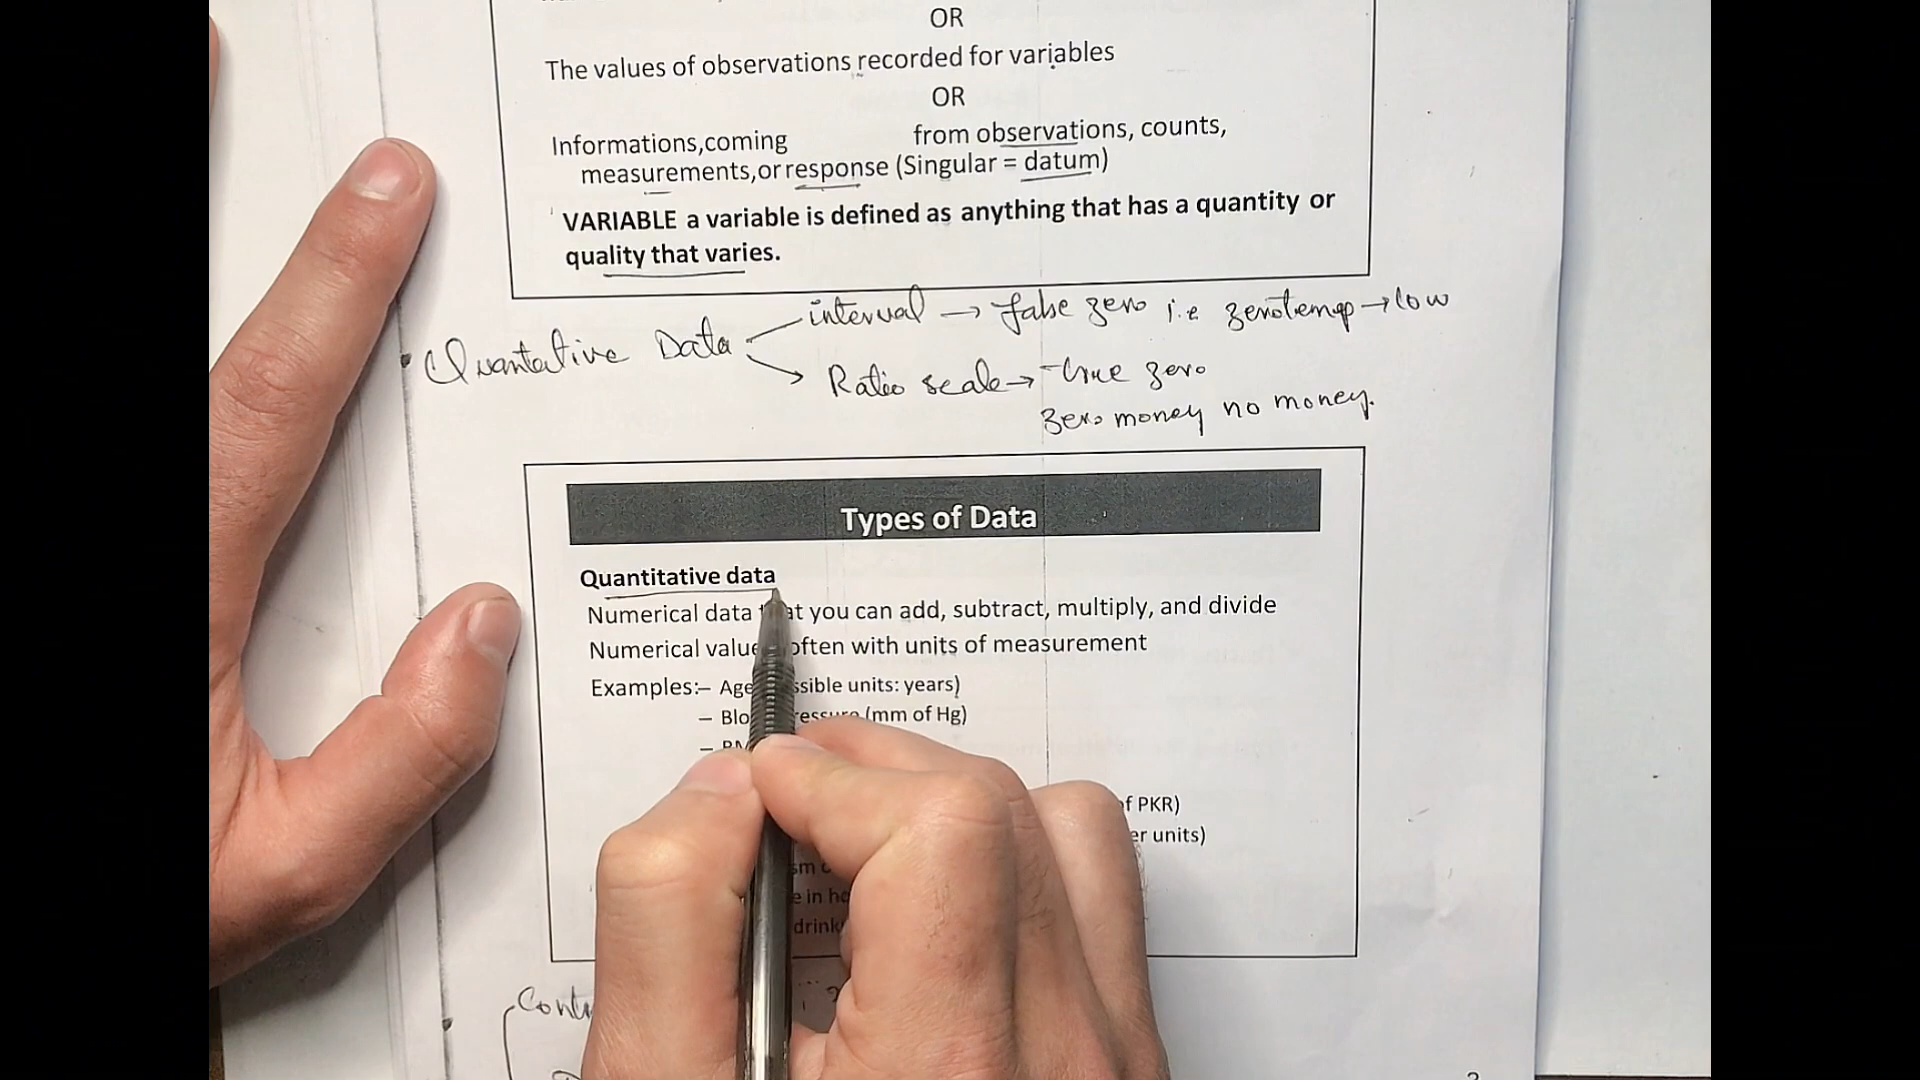 OR
The values of observations recorded for variables
OR
Informations,coming from observations, counts,
measurements,or response (Singular = datum)
VARIABLE a variable is defined as anything that has a quantity or
quality that varies.
interval → false zero i.e zero temp → low
Quantative Data
Ratio scale → true zero
zero money no money.
Types of Data
Quantitative data
Numerical data you can add, subtract, multiply, and divide
Numerical often with units of measurement
Examples:– Age units: years)
– (mm of Hg)
PKR)
units)